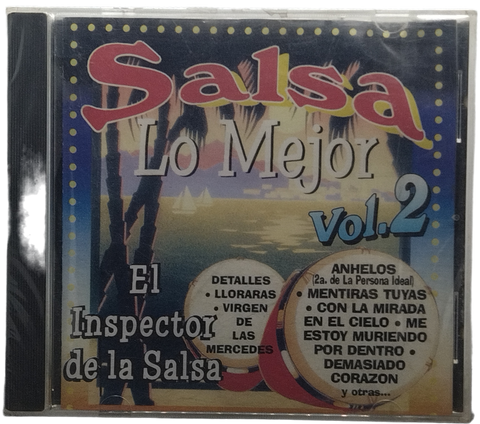 Salsa
Lo Mejor
Vol.2
El
Inspector
de la Salsa
DETALLES
• LLORARAS
• VIRGEN
DE
LAS
MERCEDES
ANHELOS
(2a. de La Persona Ideal)
• MENTIRAS TUYAS
• CON LA MIRADA
EN EL CIELO • ME
ESTOY MURIENDO
POR DENTRO •
DEMASIADO
CORAZON
y otras...